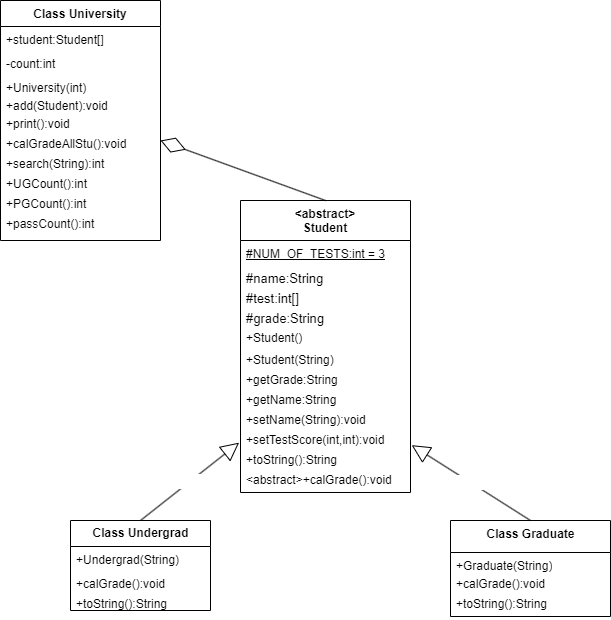 Class University
+student:Student[]
-count:int
+University(int)
+add(Student):void
+print():void
+calGradeAllStu():void
+search(String):int
+UGCount():int
+PGCount():int
+passCount():int
<abstract>
Student
#NUM_OF_TESTS:int = 3
#name:String
#test:int[]
#grade:String
+Student()
+Student(String)
+getGrade:String
+getName:String
+setName(String):void
+setTestScore(int,int):void
+toString():String
<abstract>+calGrade():void
Class Undergrad
+Undergrad(String)
+calGrade():void
+toString():String
Class Graduate
+Graduate(String)
+calGrade():void
+toString():String